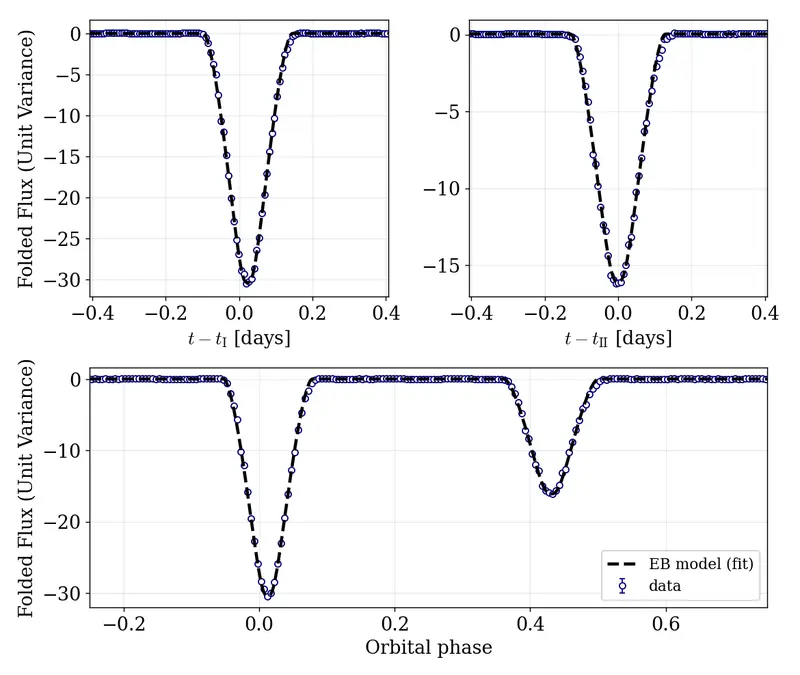 0
−5
−10
−15
−20
−25
−30
Folded Flux (Unit Variance)
−0.4 −0.2 0.0 0.2 0.4
t − tI [days]
0
−5
−10
−15
−0.4 −0.2 0.0 0.2 0.4
t − tII [days]
0
−10
−20
−30
Folded Flux (Unit Variance)
EB model (fit)
data
−0.2 0.0 0.2 0.4 0.6
Orbital phase